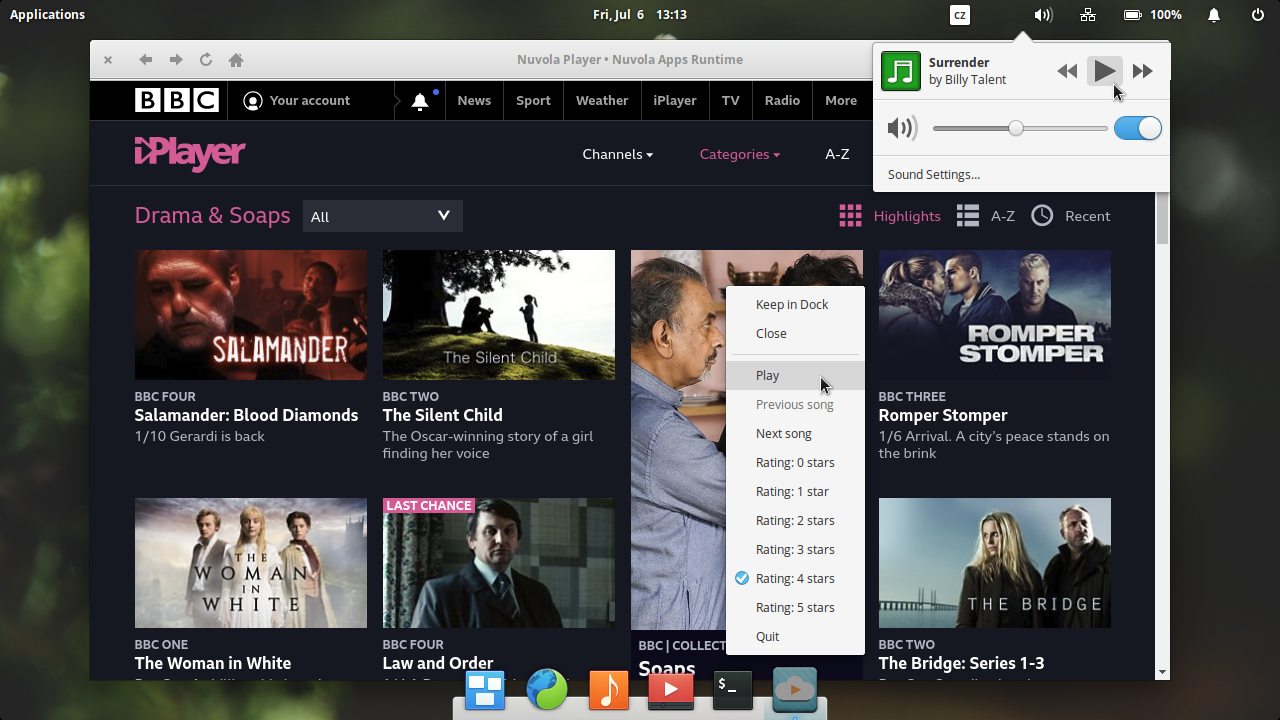 Applications
Fri, Jul 6 13:13
cz
100%
Nuvola Player • Nuvola Apps Runtime
Surrender
by Billy Talent
Sound Settings...
BBC
Your account
News
Sport
Weather
iPlayer
TV
Radio
More
iPlayer
Channels
Categories
A-Z
Drama & Soaps
All
Highlights
A-Z
Recent
SALAMANDER
BBC FOUR
Salamander: Blood Diamonds
1/10 Gerardi is back
The Silent Child
BBC TWO
The Silent Child
The Oscar-winning story of a girl
finding her voice
ROMPER
STOMPER
BBC THREE
Romper Stomper
1/6 Arrival. A city's peace stands on
the brink
Keep in Dock
Close
Play
Previous song
Next song
Rating: 0 stars
Rating: 1 star
Rating: 2 stars
Rating: 3 stars
Rating: 4 stars
Rating: 5 stars
Quit
THE
WOMAN
IN
WHITE
BBC ONE
The Woman in White
LAST CHANCE
BBC FOUR
Law and Order
BBC | COLLECT
Soaps
THE BRIDGE
BBC TWO
The Bridge: Series 1-3
$_